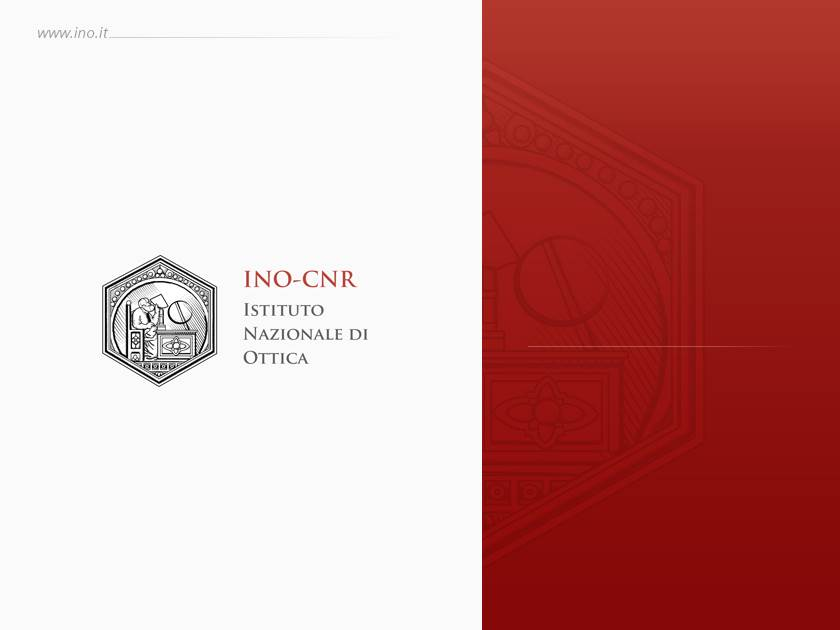 www.ino.it
INO-CNR
Istituto
Nazionale di
Ottica